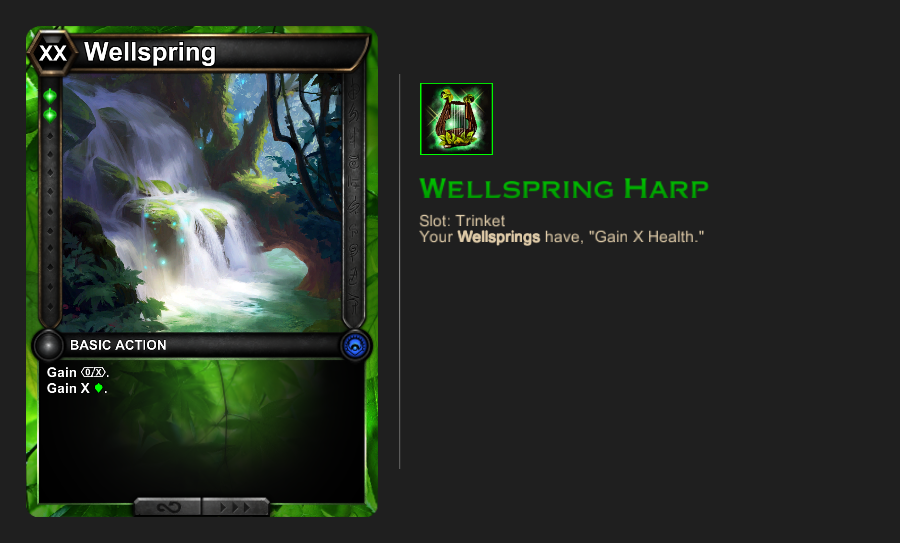 XX Wellspring
BASIC ACTION
Gain 0/X.
Gain X .
WELLSPRING HARP
Slot: Trinket
Your Wellsprings have, "Gain X Health."